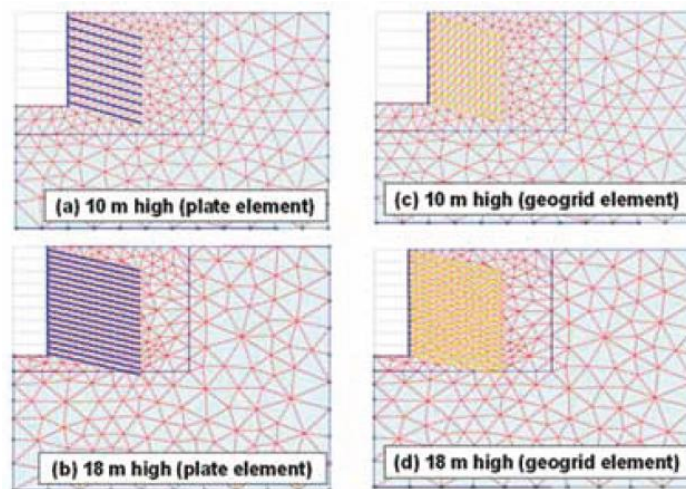 (a) 10 m high (plate element)
(c) 10 m high (geogrid element)
(b) 18 m high (plate element)
(d) 18 m high (geogrid element)